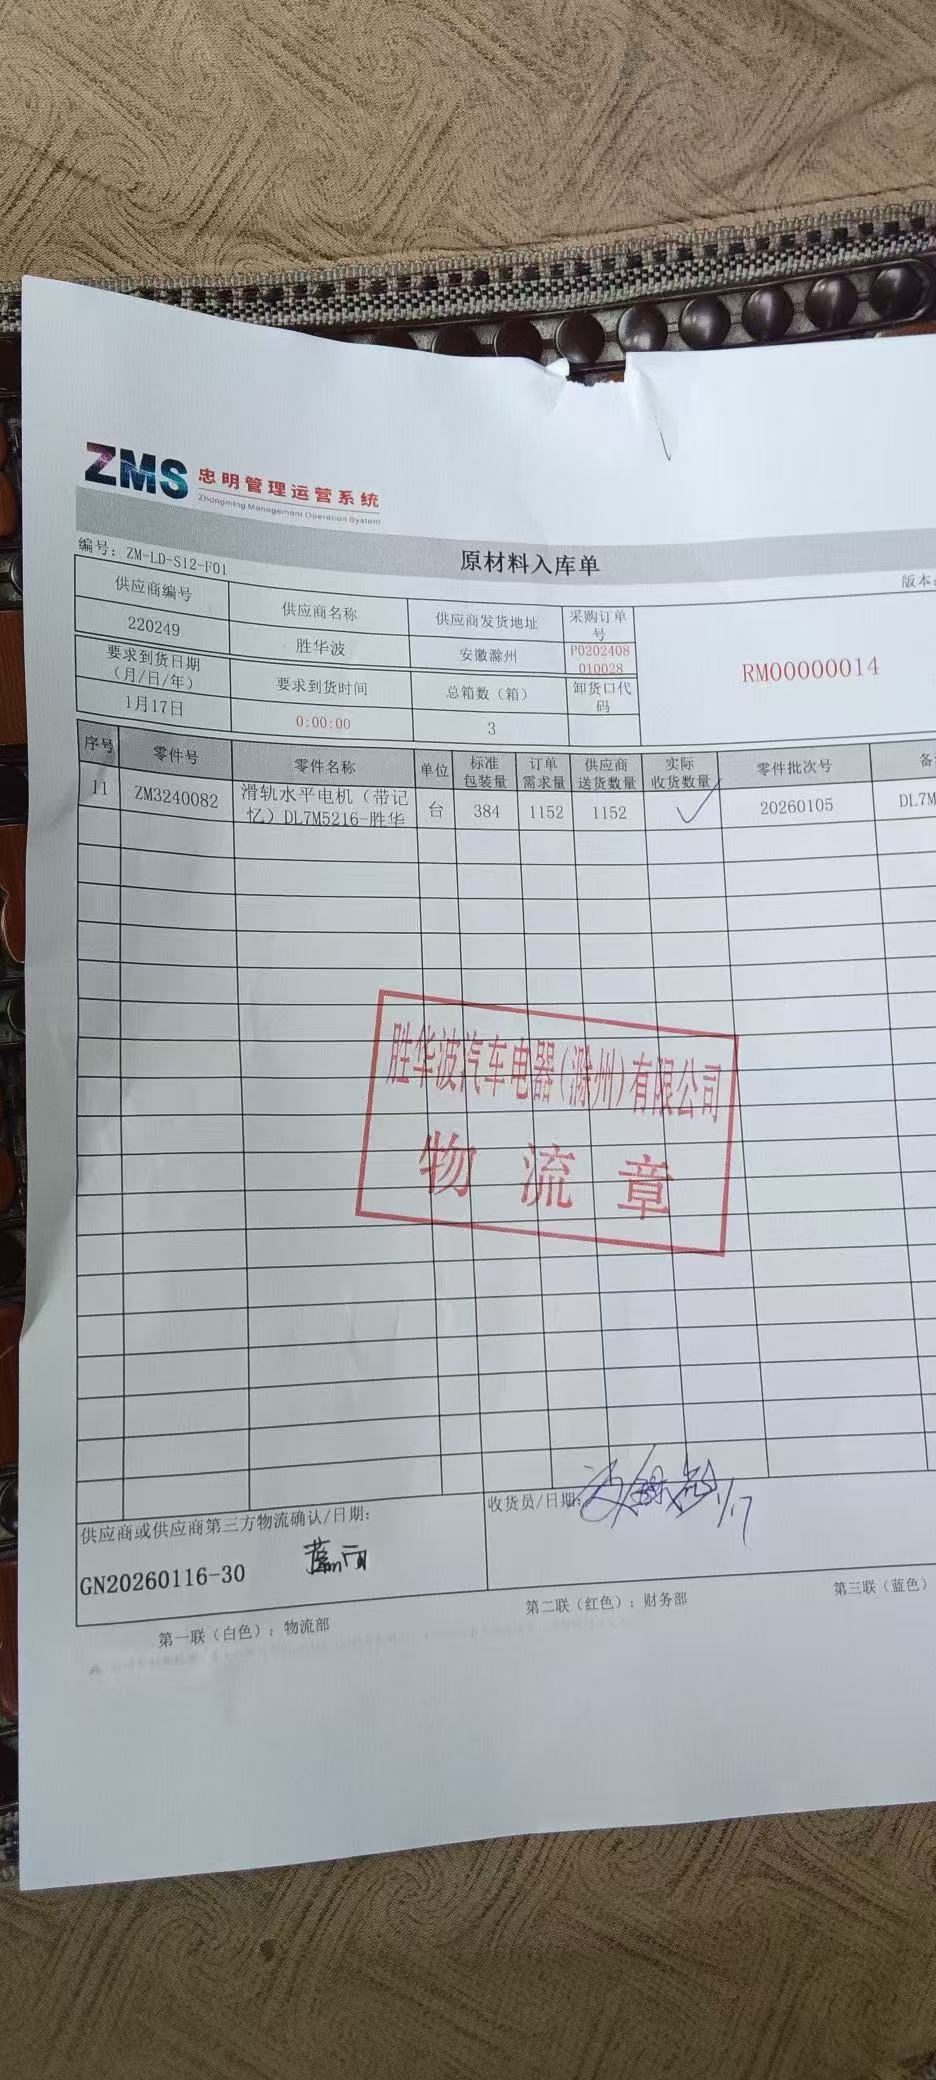 ZMS 忠明管理运营系统
Zhongming Management Operation System
原材料入库单
编号：ZM-LD-S12-F01
版本：
供应商编号 供应商名称 供应商发货地址 采购订单号
220249 胜华波 安徽滁州 P0202408010028
RM00000014
要求到货日期（月/日/年） 要求到货时间 总箱数（箱） 卸货口代码
1月17日 0:00:00 3
序号 零件号 零件名称 单位 标准包装量 订单需求量 供应商送货数量 实际收货数量 零件批次号 备
11 ZM3240082 滑轨水平电机（带记忆）DL7M5216-胜华 台 384 1152 1152 ✓ 20260105 DL7M
胜华波汽车电器(滁州)有限公司
物流章
供应商或供应商第三方物流确认/日期：
GN20260116-30
收货员/日期： 1/17
第一联（白色）：物流部 第二联（红色）：财务部 第三联（蓝色）